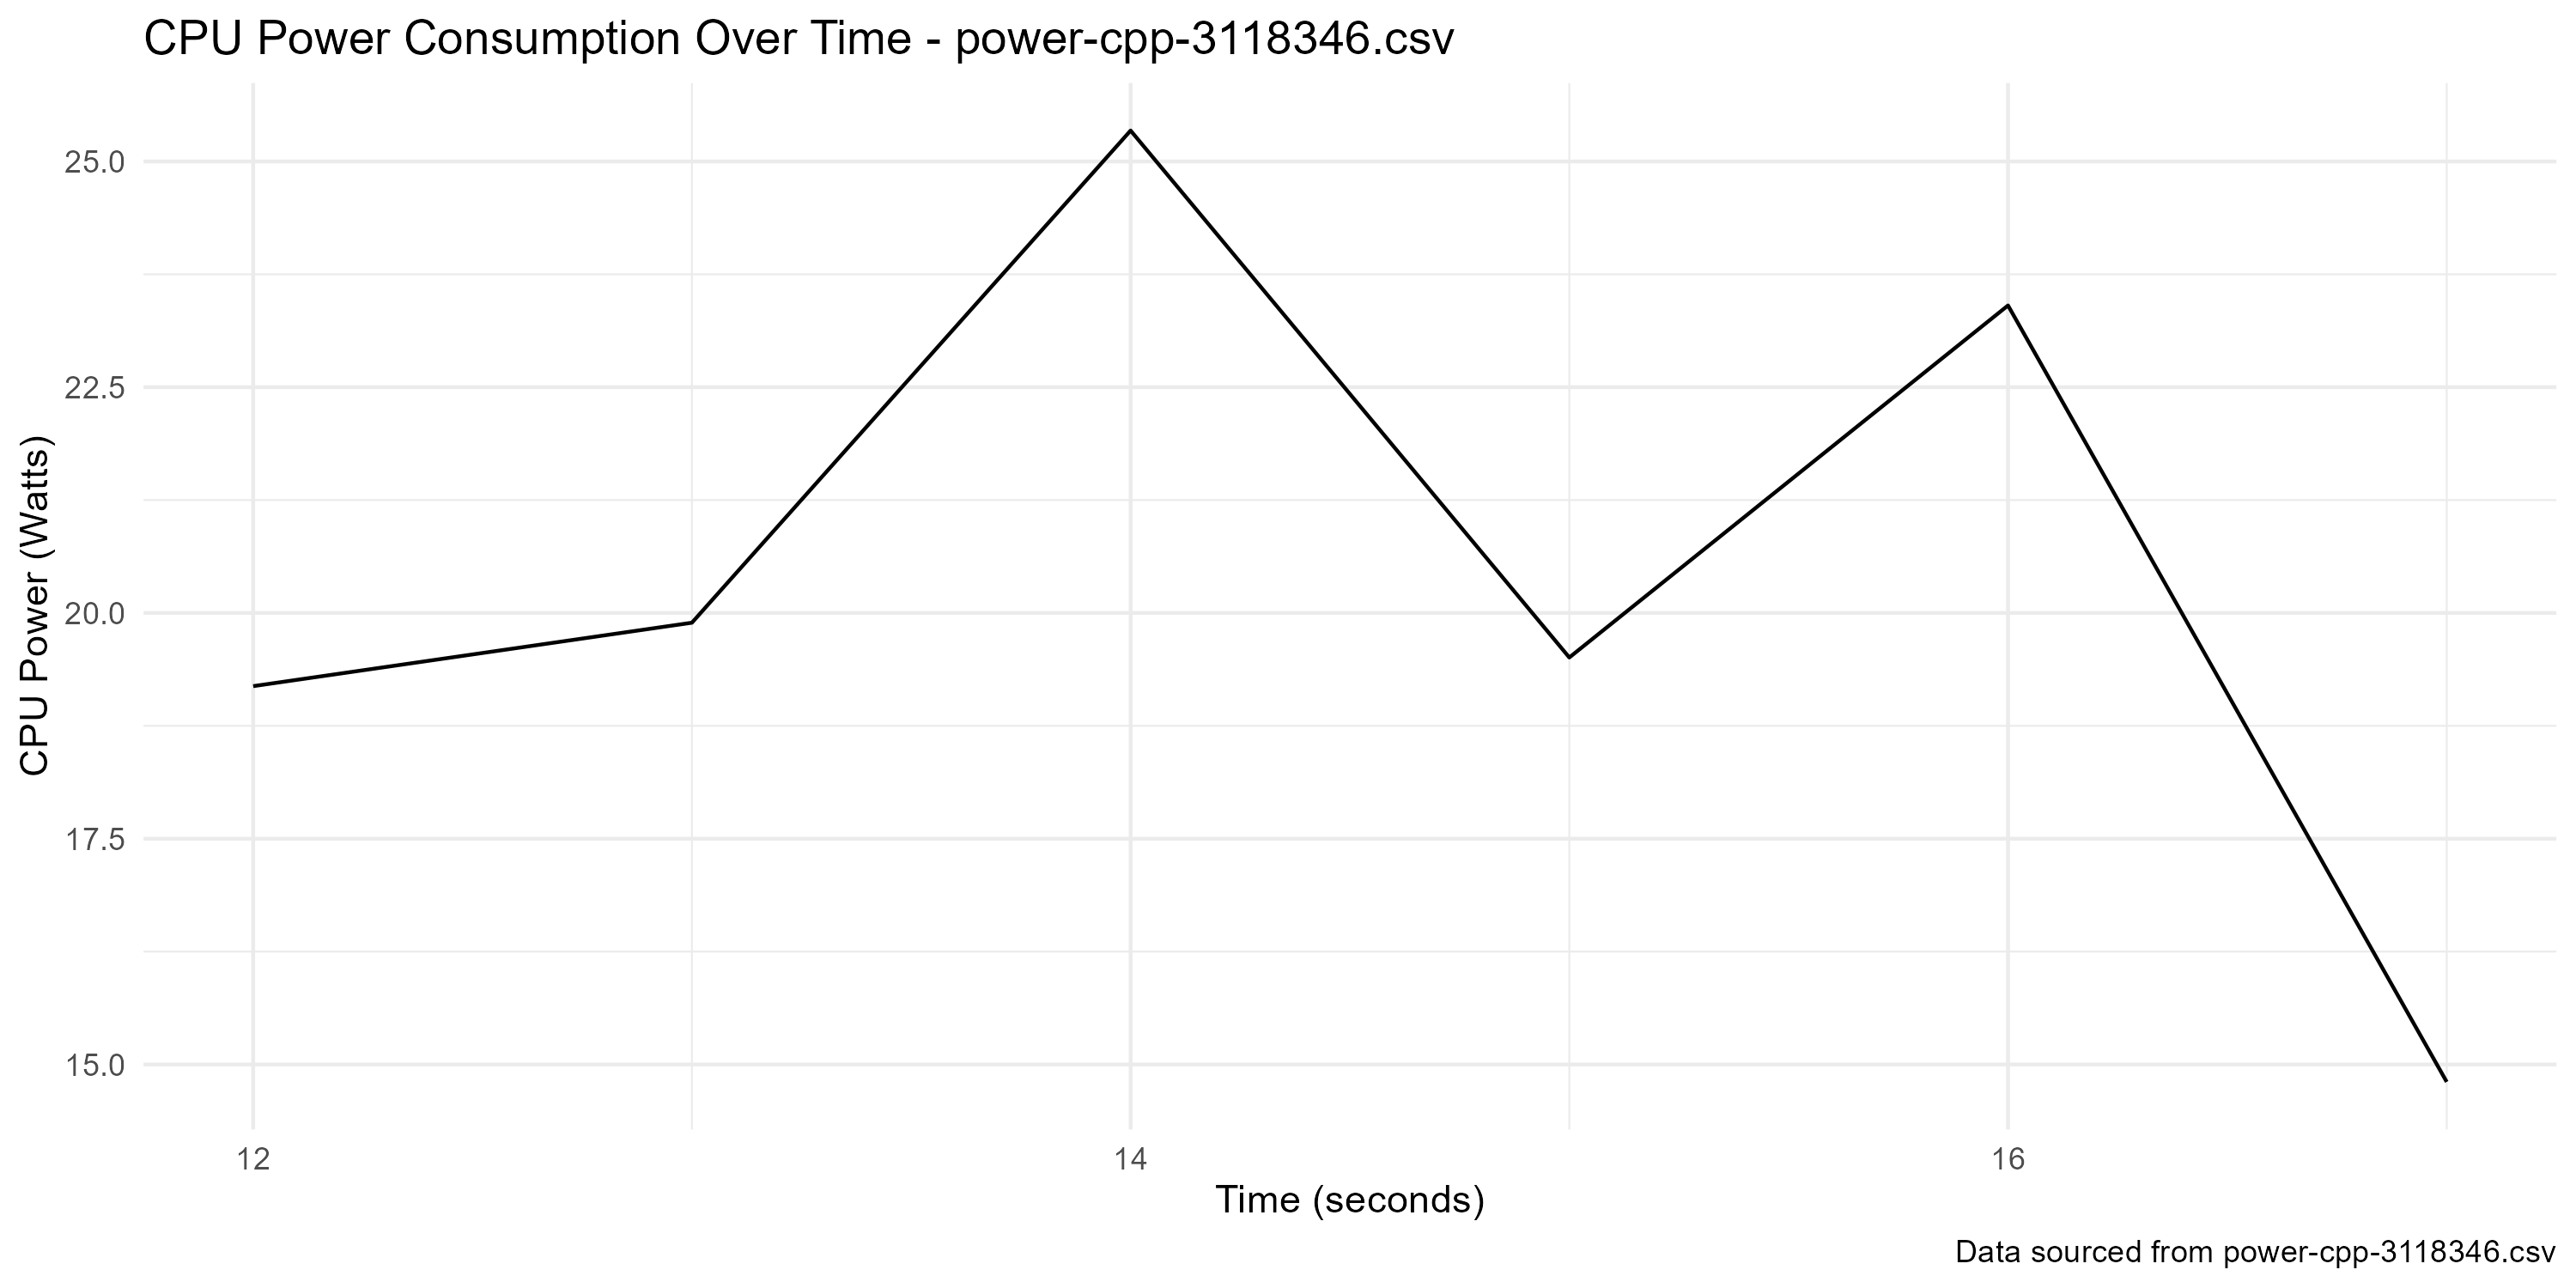 CPU Power Consumption Over Time - power-cpp-3118346.csv
CPU Power (Watts)
25.0
22.5
20.0
17.5
15.0
12
14
16
Time (seconds)
Data sourced from power-cpp-3118346.csv